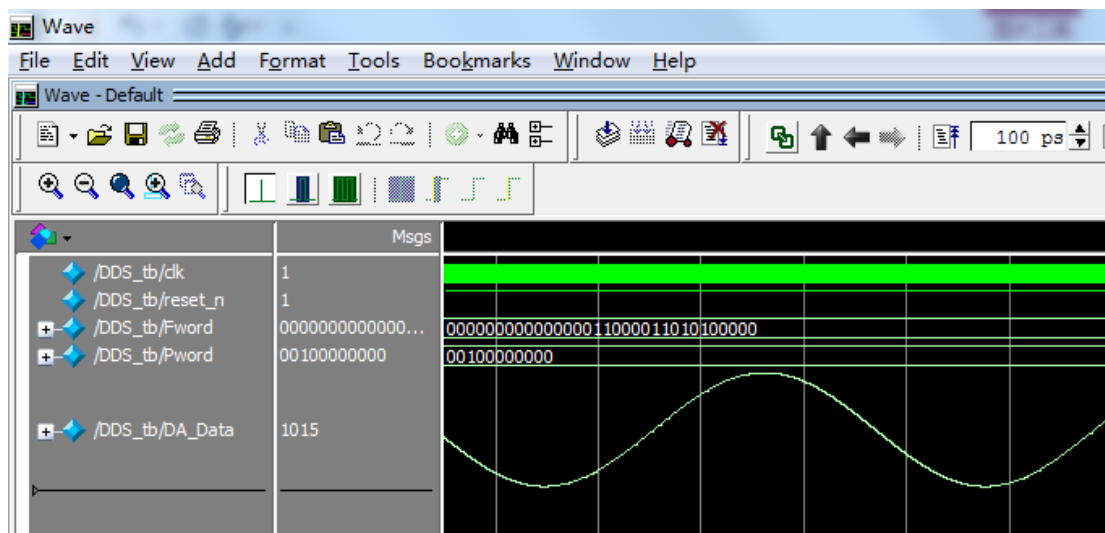 Wave
File Edit View Add Format Tools Bookmarks Window Help
Wave - Default
100 ps
Msgs
/DDS_tb/clk 1
/DDS_tb/reset_n 1
/DDS_tb/Fword 0000000000000... 00000000000000011000011010100000
/DDS_tb/Pword 00100000000 00100000000
/DDS_tb/DA_Data 1015